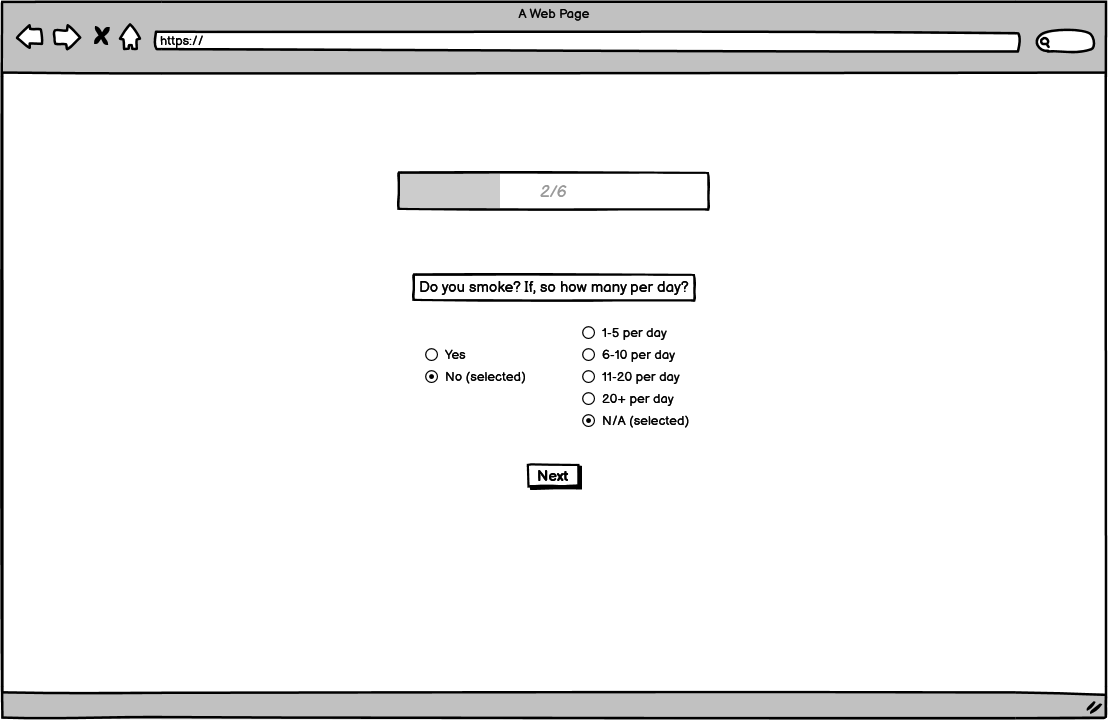 A Web Page
https://
2/6
Do you smoke? If, so how many per day?
Yes
No (selected)
1-5 per day
6-10 per day
11-20 per day
20+ per day
N/A (selected)
Next